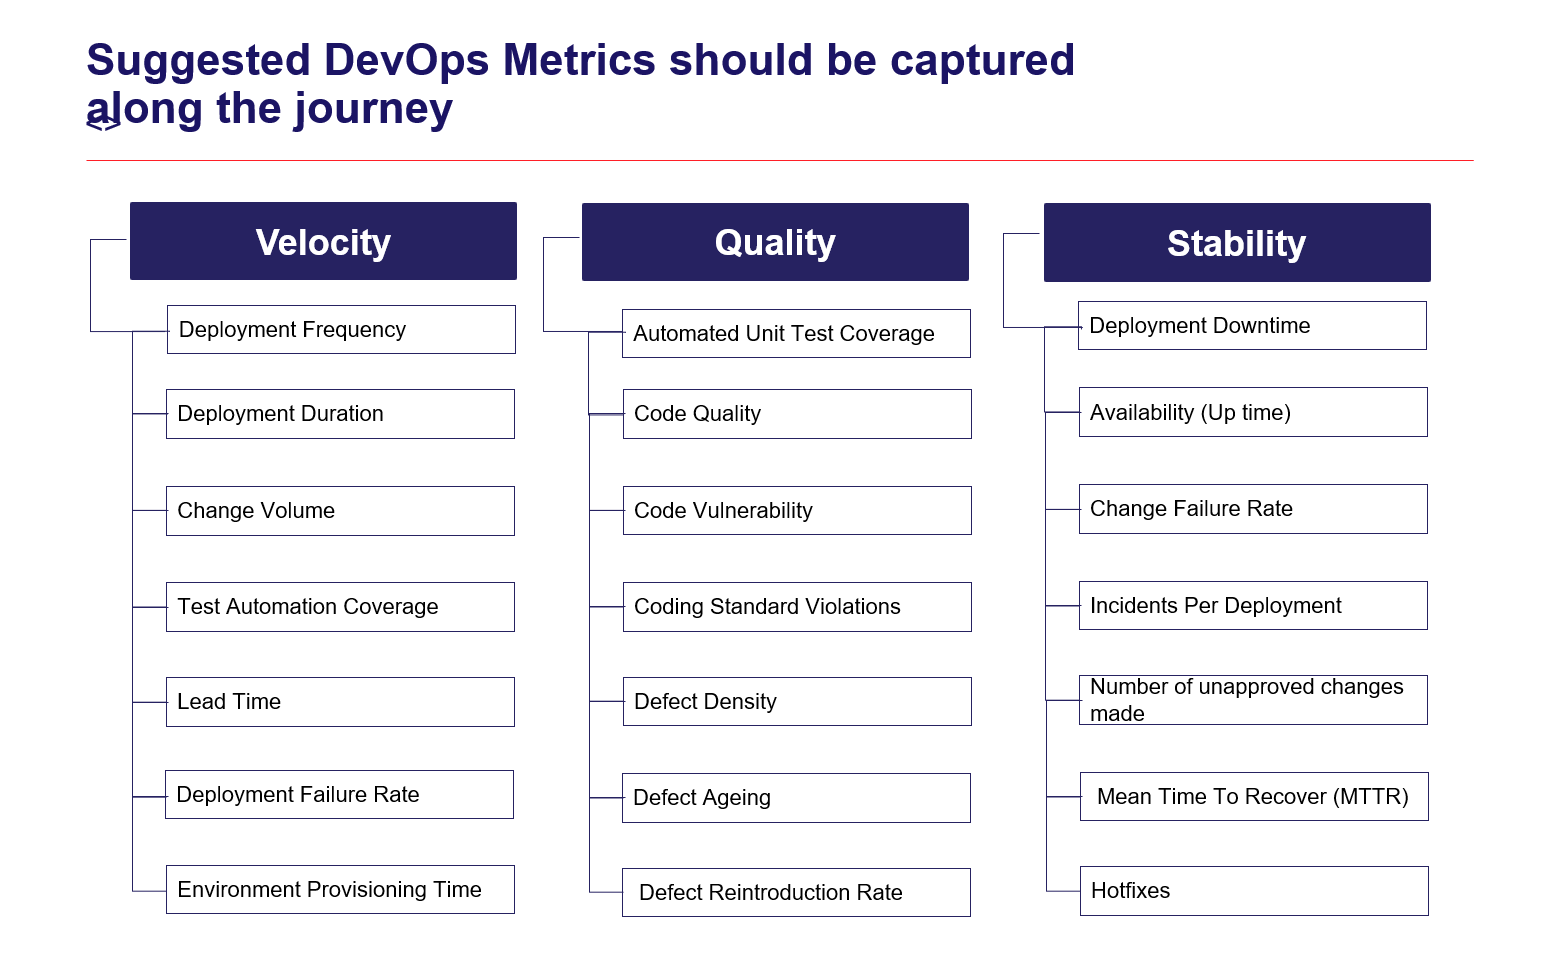 Suggested DevOps Metrics should be captured
along the journey
<>
Velocity
Deployment Frequency
Deployment Duration
Change Volume
Test Automation Coverage
Lead Time
Deployment Failure Rate
Environment Provisioning Time
Quality
Automated Unit Test Coverage
Code Quality
Code Vulnerability
Coding Standard Violations
Defect Density
Defect Ageing
Defect Reintroduction Rate
Stability
Deployment Downtime
Availability (Up time)
Change Failure Rate
Incidents Per Deployment
Number of unapproved changes
made
Mean Time To Recover (MTTR)
Hotfixes